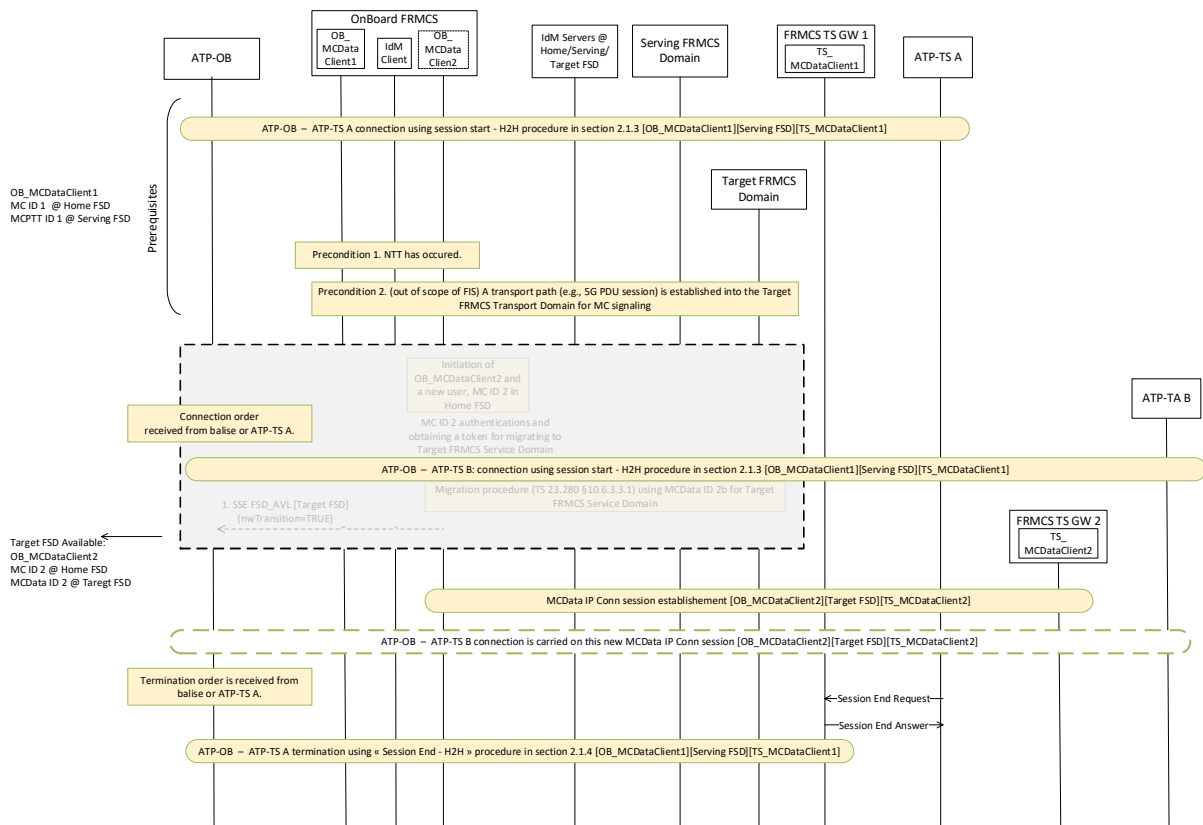 OnBoard FRMCS
OB_
MCData
Client1
IdM
Client
OB_
MCData
Clien2
ATP-OB
IdM Servers @
Home/Serving/
Target FSD
Serving FRMCS
Domain
FRMCS TS GW 1
TS_
MCDataClient1
ATP-TS A
ATP-OB – ATP-TS A connection using session start - H2H procedure in section 2.1.3 [OB_MCDataClient1][Serving FSD][TS_MCDataClient1]
Target FRMCS
Domain
OB_MCDataClient1
MC ID 1 @ Home FSD
MCPTT ID 1 @ Serving FSD
Prerequisites
Precondition 1. NTT has occured.
Precondition 2. (out of scope of FIS) A transport path (e.g., 5G PDU session) is established into the Target
FRMCS Transport Domain for MC signaling
Initiation of
OB_MCDataClient2 and
a new user, MC ID 2 in
Home FSD
ATP-TA B
Connection order
received from balise or ATP-TS A.
MC ID 2 authentications and
obtaining a token for migrating to
Target FRMCS Service Domain
ATP-OB – ATP-TS B: connection using session start - H2H procedure in section 2.1.3 [OB_MCDataClient1][Serving FSD][TS_MCDataClient1]
Migration procedure (TS 23.280 §10.6.3.3.1) using MCData ID 2b for Target
FRMCS Service Domain
1. SSE FSD_AVL [Target FSD]
(nwTransition=TRUE)
FRMCS TS GW 2
TS_
MCDataClient2
Target FSD Available:
OB_MCDataClient2
MC ID 2 @ Home FSD
MCData ID 2 @ Taregt FSD
MCData IP Conn session establishement [OB_MCDataClient2][Target FSD][TS_MCDataClient2]
ATP-OB – ATP-TS B connection is carried on this new MCData IP Conn session [OB_MCDataClient2][Target FSD][TS_MCDataClient2]
Termination order is received from
balise or ATP-TS A.
Session End Request
Session End Answer
ATP-OB – ATP-TS A termination using « Session End - H2H » procedure in section 2.1.4 [OB_MCDataClient1][Serving FSD][TS_MCDataClient1]